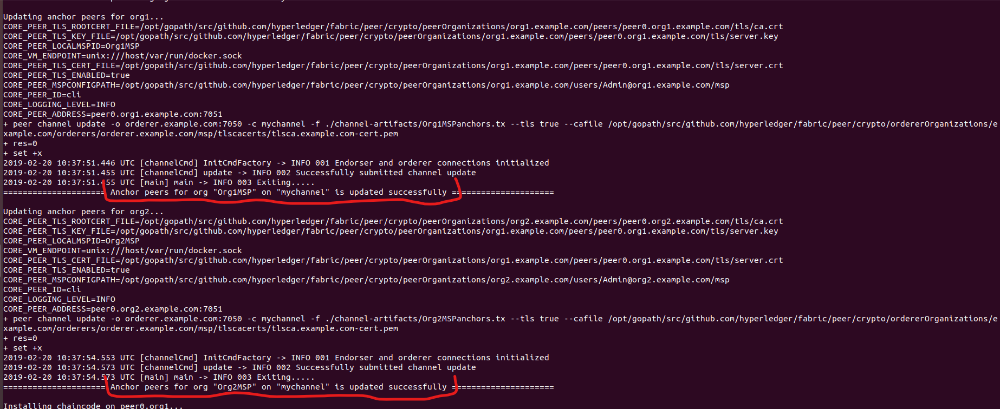 Updating anchor peers for org1...
CORE_PEER_TLS_ROOTCERT_FILE=/opt/gopath/src/github.com/hyperledger/fabric/peer/crypto/peerOrganizations/org1.example.com/peers/peer0.org1.example.com/tls/ca.crt
CORE_PEER_TLS_KEY_FILE=/opt/gopath/src/github.com/hyperledger/fabric/peer/crypto/peerOrganizations/org1.example.com/peers/peer0.org1.example.com/tls/server.key
CORE_PEER_LOCALMSPID=Org1MSP
CORE_VM_ENDPOINT=unix:///host/var/run/docker.sock
CORE_PEER_TLS_CERT_FILE=/opt/gopath/src/github.com/hyperledger/fabric/peer/crypto/peerOrganizations/org1.example.com/peers/peer0.org1.example.com/tls/server.crt
CORE_PEER_TLS_ENABLED=true
CORE_PEER_MSPCONFIGPATH=/opt/gopath/src/github.com/hyperledger/fabric/peer/crypto/peerOrganizations/org1.example.com/users/Admin@org1.example.com/msp
CORE_PEER_ID=cli
CORE_LOGGING_LEVEL=INFO
CORE_PEER_ADDRESS=peer0.org1.example.com:7051
+ peer channel update -o orderer.example.com:7050 -c mychannel -f ./channel-artifacts/Org1MSPanchors.tx --tls true --cafile /opt/gopath/src/github.com/hyperledger/fabric/peer/crypto/ordererOrganizations/e
xample.com/orderers/orderer.example.com/msp/tlscacerts/tlsca.example.com-cert.pem
+ res=0
+ set +x
2019-02-20 10:37:51.446 UTC [channelCmd] InitCmdFactory -> INFO 001 Endorser and orderer connections initialized
2019-02-20 10:37:51.455 UTC [channelCmd] update -> INFO 002 Successfully submitted channel update
2019-02-20 10:37:51.455 UTC [main] main -> INFO 003 Exiting.....
===================== Anchor peers for org "Org1MSP" on "mychannel" is updated successfully =====================
Updating anchor peers for org2...
CORE_PEER_TLS_ROOTCERT_FILE=/opt/gopath/src/github.com/hyperledger/fabric/peer/crypto/peerOrganizations/org2.example.com/peers/peer0.org2.example.com/tls/ca.crt
CORE_PEER_TLS_KEY_FILE=/opt/gopath/src/github.com/hyperledger/fabric/peer/crypto/peerOrganizations/org1.example.com/peers/peer0.org1.example.com/tls/server.key
CORE_PEER_LOCALMSPID=Org2MSP
CORE_VM_ENDPOINT=unix:///host/var/run/docker.sock
CORE_PEER_TLS_CERT_FILE=/opt/gopath/src/github.com/hyperledger/fabric/peer/crypto/peerOrganizations/org1.example.com/peers/peer0.org1.example.com/tls/server.crt
CORE_PEER_TLS_ENABLED=true
CORE_PEER_MSPCONFIGPATH=/opt/gopath/src/github.com/hyperledger/fabric/peer/crypto/peerOrganizations/org2.example.com/users/Admin@org2.example.com/msp
CORE_PEER_ID=cli
CORE_LOGGING_LEVEL=INFO
CORE_PEER_ADDRESS=peer0.org2.example.com:7051
+ peer channel update -o orderer.example.com:7050 -c mychannel -f ./channel-artifacts/Org2MSPanchors.tx --tls true --cafile /opt/gopath/src/github.com/hyperledger/fabric/peer/crypto/ordererOrganizations/e
xample.com/orderers/orderer.example.com/msp/tlscacerts/tlsca.example.com-cert.pem
+ res=0
+ set +x
2019-02-20 10:37:54.553 UTC [channelCmd] InitCmdFactory -> INFO 001 Endorser and orderer connections initialized
2019-02-20 10:37:54.573 UTC [channelCmd] update -> INFO 002 Successfully submitted channel update
2019-02-20 10:37:54.573 UTC [main] main -> INFO 003 Exiting.....
===================== Anchor peers for org "Org2MSP" on "mychannel" is updated successfully =====================
Installing chaincode on peer0.org1...